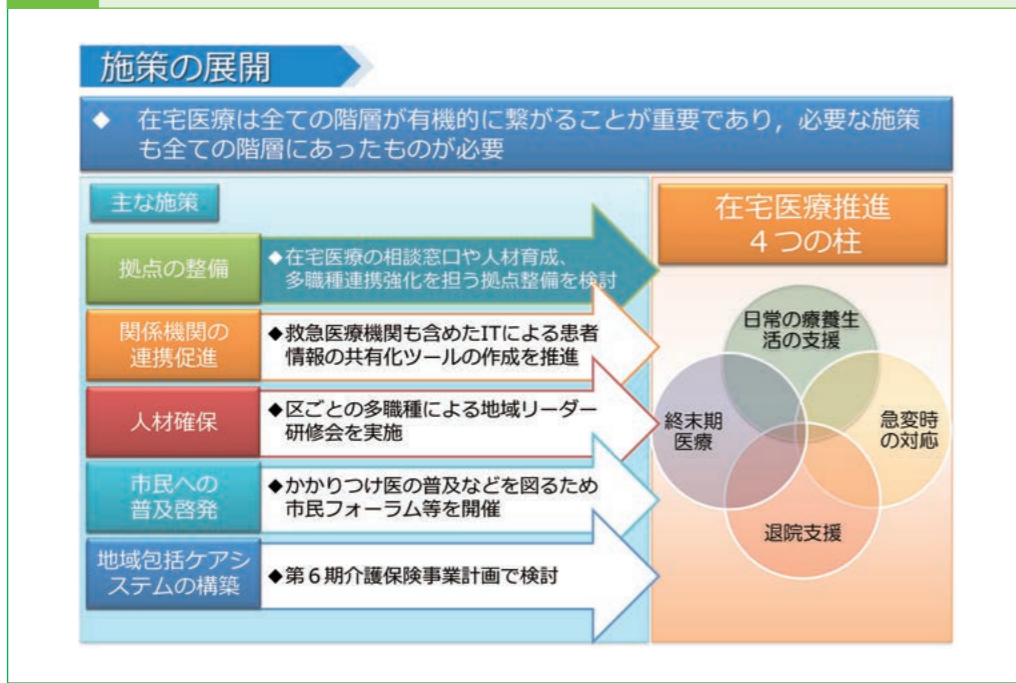 施策の展開
◆ 在宅医療は全ての階層が有機的に繋がることが重要であり，必要な施策
も全ての階層にあったものが必要
主な施策
拠点の整備
◆在宅医療の相談窓口や人材育成、
多職種連携強化を担う拠点整備を検討
関係機関の
連携促進
◆救急医療機関も含めたITによる患者
情報の共有化ツールの作成を推進
人材確保
◆区ごとの多職種による地域リーダー
研修会を実施
市民への
普及啓発
◆かかりつけ医の普及などを図るため
市民フォーラム等を開催
地域包括ケアシ
ステムの構築
◆第６期介護保険事業計画で検討
在宅医療推進
４つの柱
日常の療養生
活の支援
終末期
医療
急変時
の対応
退院支援